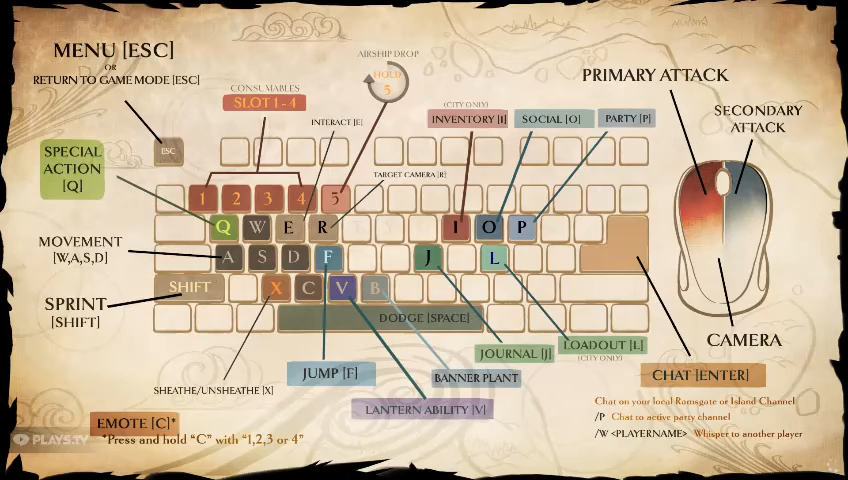 MENU [ESC]
OR
RETURN TO GAME MODE [ESC]
AIRSHIP DROP
HOLD
5
CONSUMABLES
SLOT 1 - 4
INTERACT [E]
(CITY ONLY)
INVENTORY [I]
SOCIAL [O]
PARTY [P]
PRIMARY ATTACK
SECONDARY
ATTACK
SPECIAL
ACTION
[Q]
ESC
TARGET CAMERA [R]
1 2 3 4 5
Q W E R I O P
MOVEMENT
[W,A,S,D]
A S D F J L
SPRINT
[SHIFT]
SHIFT X C V B
DODGE [SPACE]
CAMERA
JOURNAL [J]
LOADOUT [L]
(CITY ONLY)
JUMP [F]
BANNER PLANT
CHAT [ENTER]
SHEATHE/UNSHEATHE [X]
LANTERN ABILITY [V]
Chat on your local Ramsgate or Island Channel
/P Chat to active party channel
/W <PLAYERNAME> Whisper to another player
EMOTE [C]*
*Press and hold "C" with "1,2,3 or 4"
PLAYS.TV